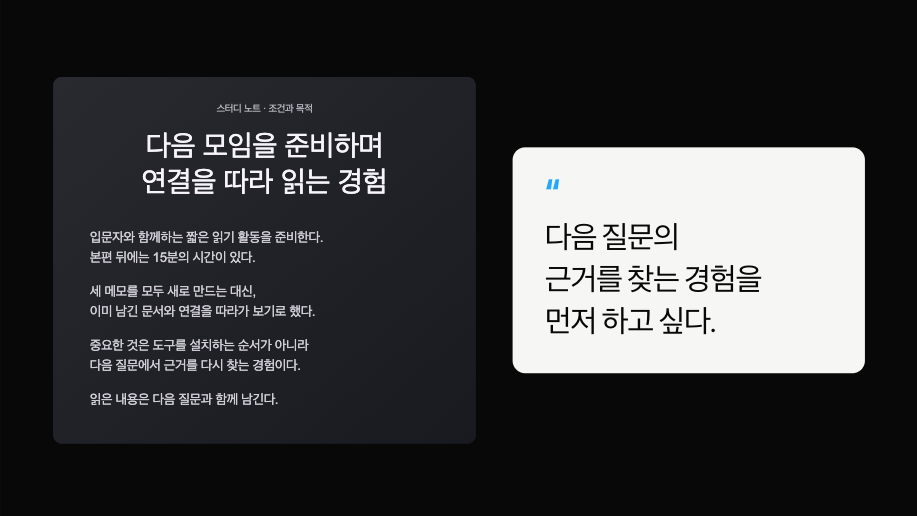 스터디 노트 · 조건과 목적
다음 모임을 준비하며
연결을 따라 읽는 경험
입문자와 함께하는 짧은 읽기 활동을 준비한다.
본편 뒤에는 15분의 시간이 있다.
세 메모를 모두 새로 만드는 대신,
이미 남긴 문서와 연결을 따라가 보기로 했다.
중요한 것은 도구를 설치하는 순서가 아니라
다음 질문에서 근거를 다시 찾는 경험이다.
읽은 내용은 다음 질문과 함께 남긴다.
"
다음 질문의
근거를 찾는 경험을
먼저 하고 싶다.